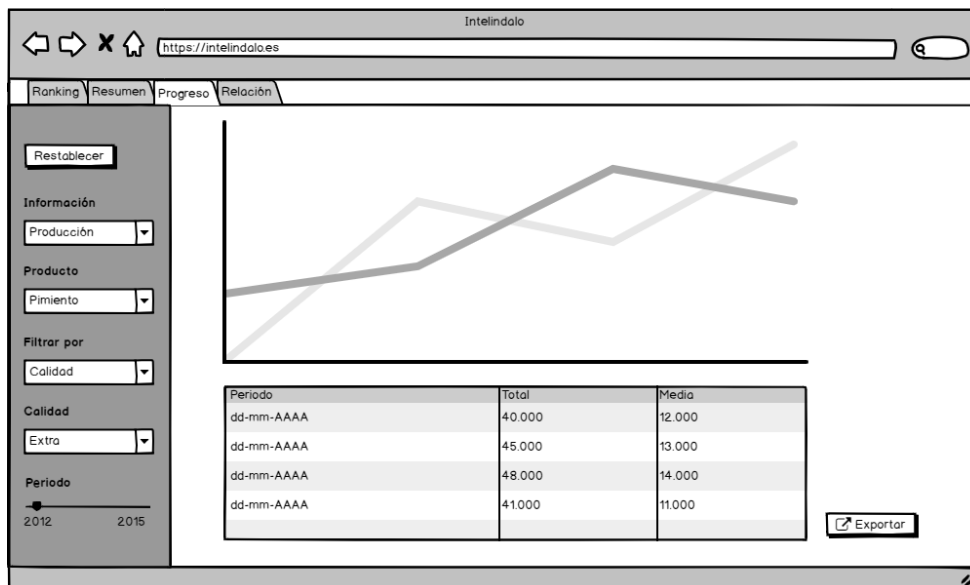 Intelindalo
https://intelindalo.es
Ranking Resumen Progreso Relación
Restablecer
Información
Producción
Producto
Pimiento
Filtrar por
Calidad
Calidad
Extra
Periodo
2012 2015
Periodo Total Media
dd-mm-AAAA 40.000 12.000
dd-mm-AAAA 45.000 13.000
dd-mm-AAAA 48.000 14.000
dd-mm-AAAA 41.000 11.000
Exportar